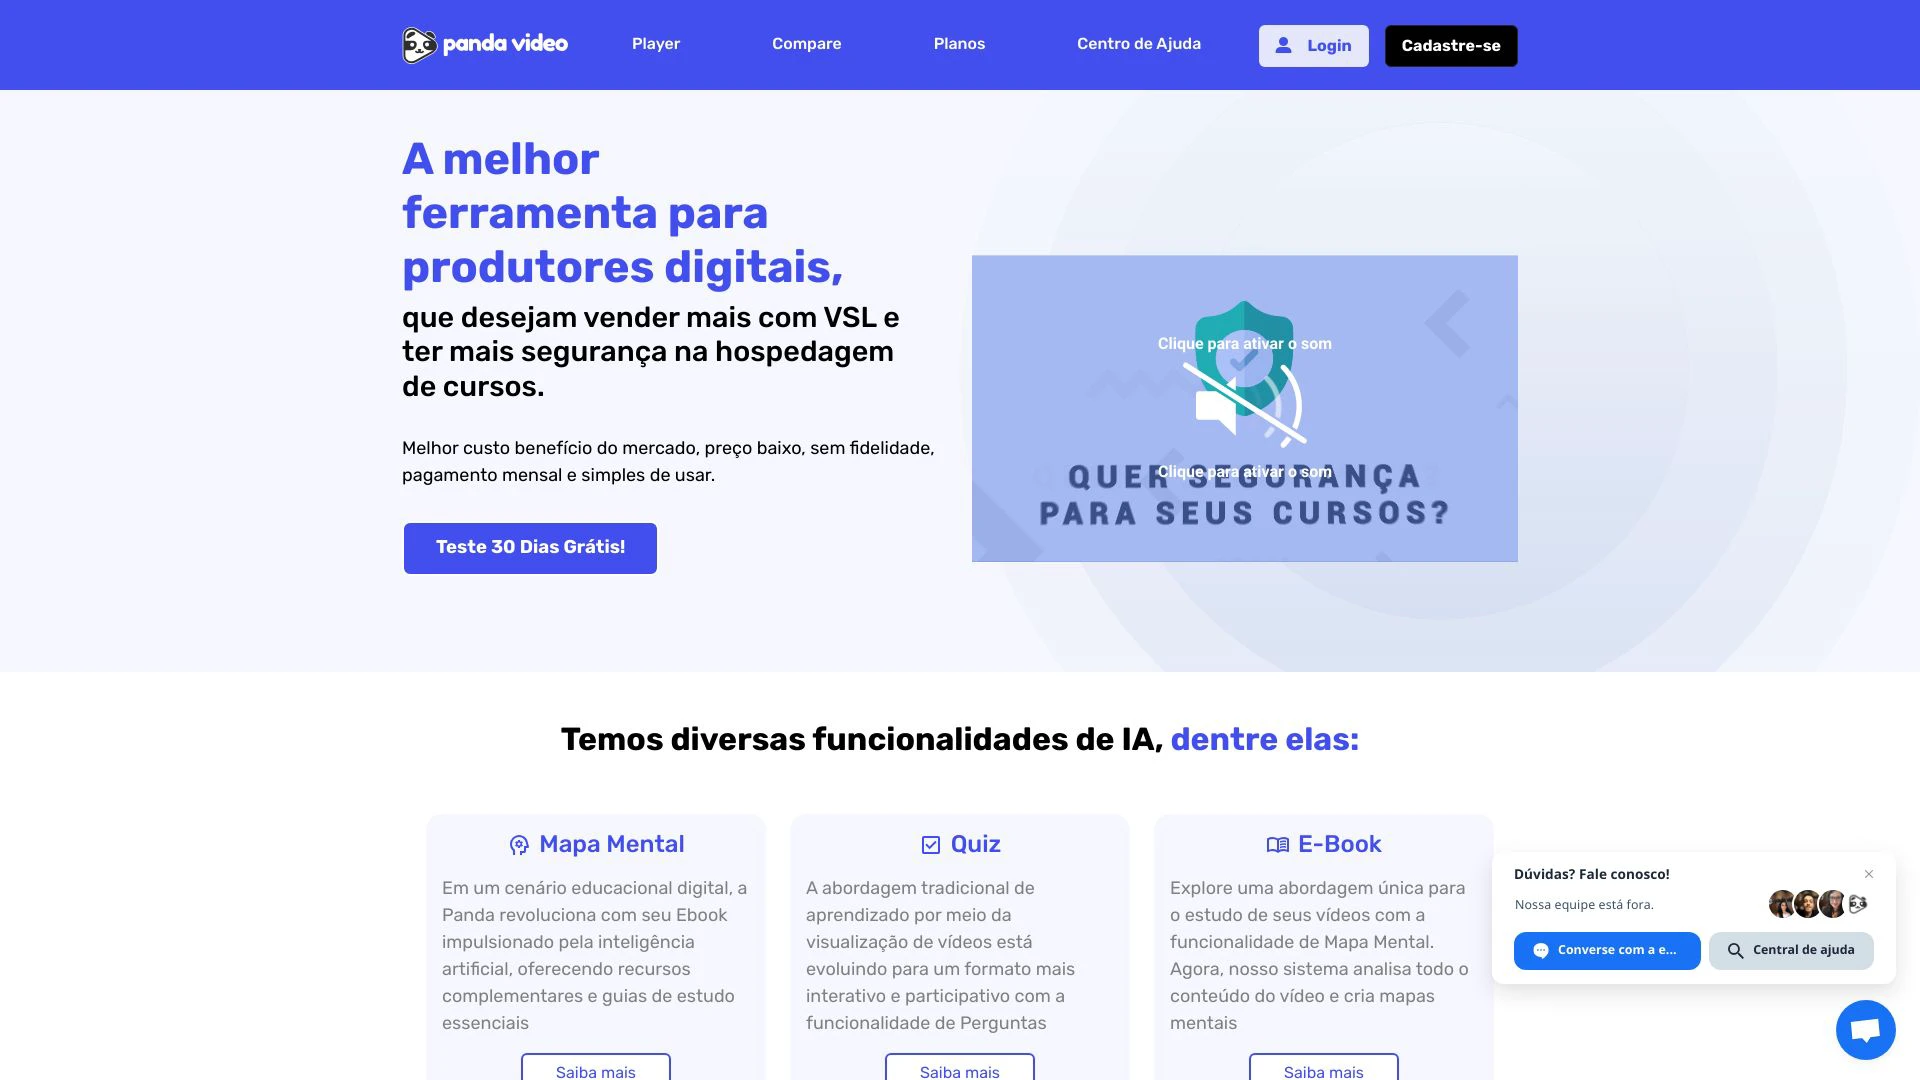 panda video
Player
Compare
Planos
Centro de Ajuda
Login
Cadastre-se
A melhor
ferramenta para
produtores digitais,
que desejam vender mais com VSL e
ter mais segurança na hospedagem
de cursos.
Melhor custo benefício do mercado, preço baixo, sem fidelidade,
pagamento mensal e simples de usar.
Teste 30 Dias Grátis!
Clique para ativar o som
Clique para ativar o som
QUER SEGURANÇA
PARA SEUS CURSOS?
Temos diversas funcionalidades de IA, dentre elas:
Mapa Mental
Em um cenário educacional digital, a
Panda revoluciona com seu Ebook
impulsionado pela inteligência
artificial, oferecendo recursos
complementares e guias de estudo
essenciais
Saiba mais
Quiz
A abordagem tradicional de
aprendizado por meio da
visualização de vídeos está
evoluindo para um formato mais
interativo e participativo com a
funcionalidade de Perguntas
Saiba mais
E-Book
Explore uma abordagem única para
o estudo de seus vídeos com a
funcionalidade de Mapa Mental.
Agora, nosso sistema analisa todo o
conteúdo do vídeo e cria mapas
mentais
Saiba mais
Dúvidas? Fale conosco!
Nossa equipe está fora.
Converse com a e...
Central de ajuda